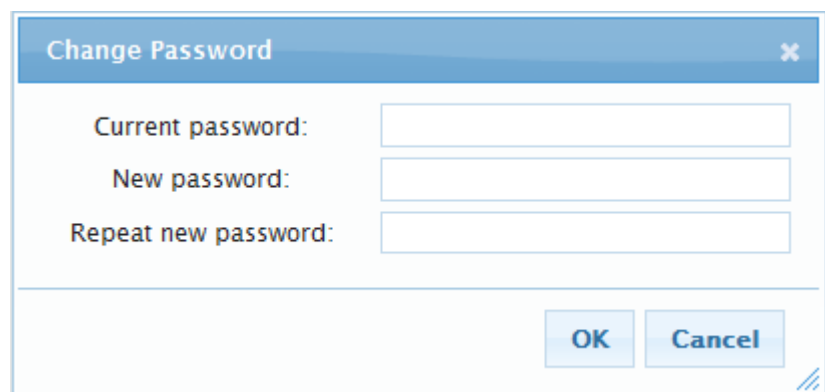 Change Password
Current password:
New password:
Repeat new password:
OK Cancel